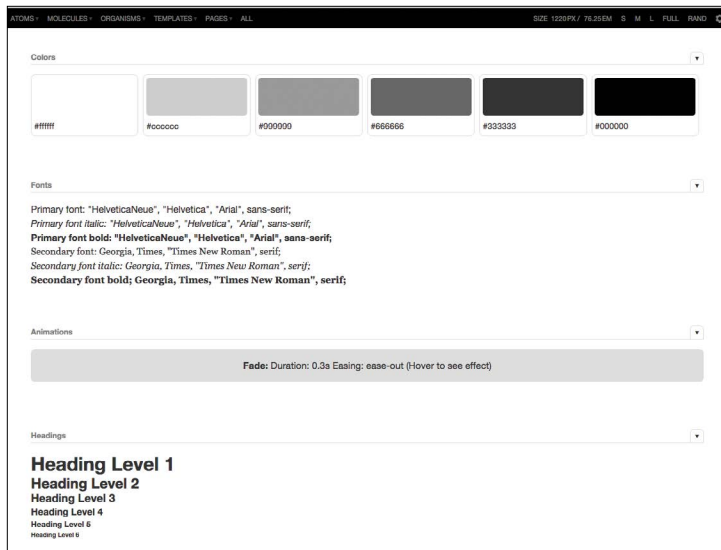 ATOMS ▾ MOLECULES ▾ ORGANISMS ▾ TEMPLATES ▾ PAGES ▾ ALL SIZE 1220PX / 76.25EM S M L FULL RAND
Colors
#ffffff #cccccc #999999 #666666 #333333 #000000
Fonts
Primary font: "HelveticaNeue", "Helvetica", "Arial", sans-serif;
Primary font italic: "HelveticaNeue", "Helvetica", "Arial", sans-serif;
Primary font bold: "HelveticaNeue", "Helvetica", "Arial", sans-serif;
Secondary font: Georgia, Times, "Times New Roman", serif;
Secondary font italic: Georgia, Times, "Times New Roman", serif;
Secondary font bold; Georgia, Times, "Times New Roman", serif;
Animations
Fade: Duration: 0.3s Easing: ease-out (Hover to see effect)
Headings
Heading Level 1
Heading Level 2
Heading Level 3
Heading Level 4
Heading Level 5
Heading Level 6